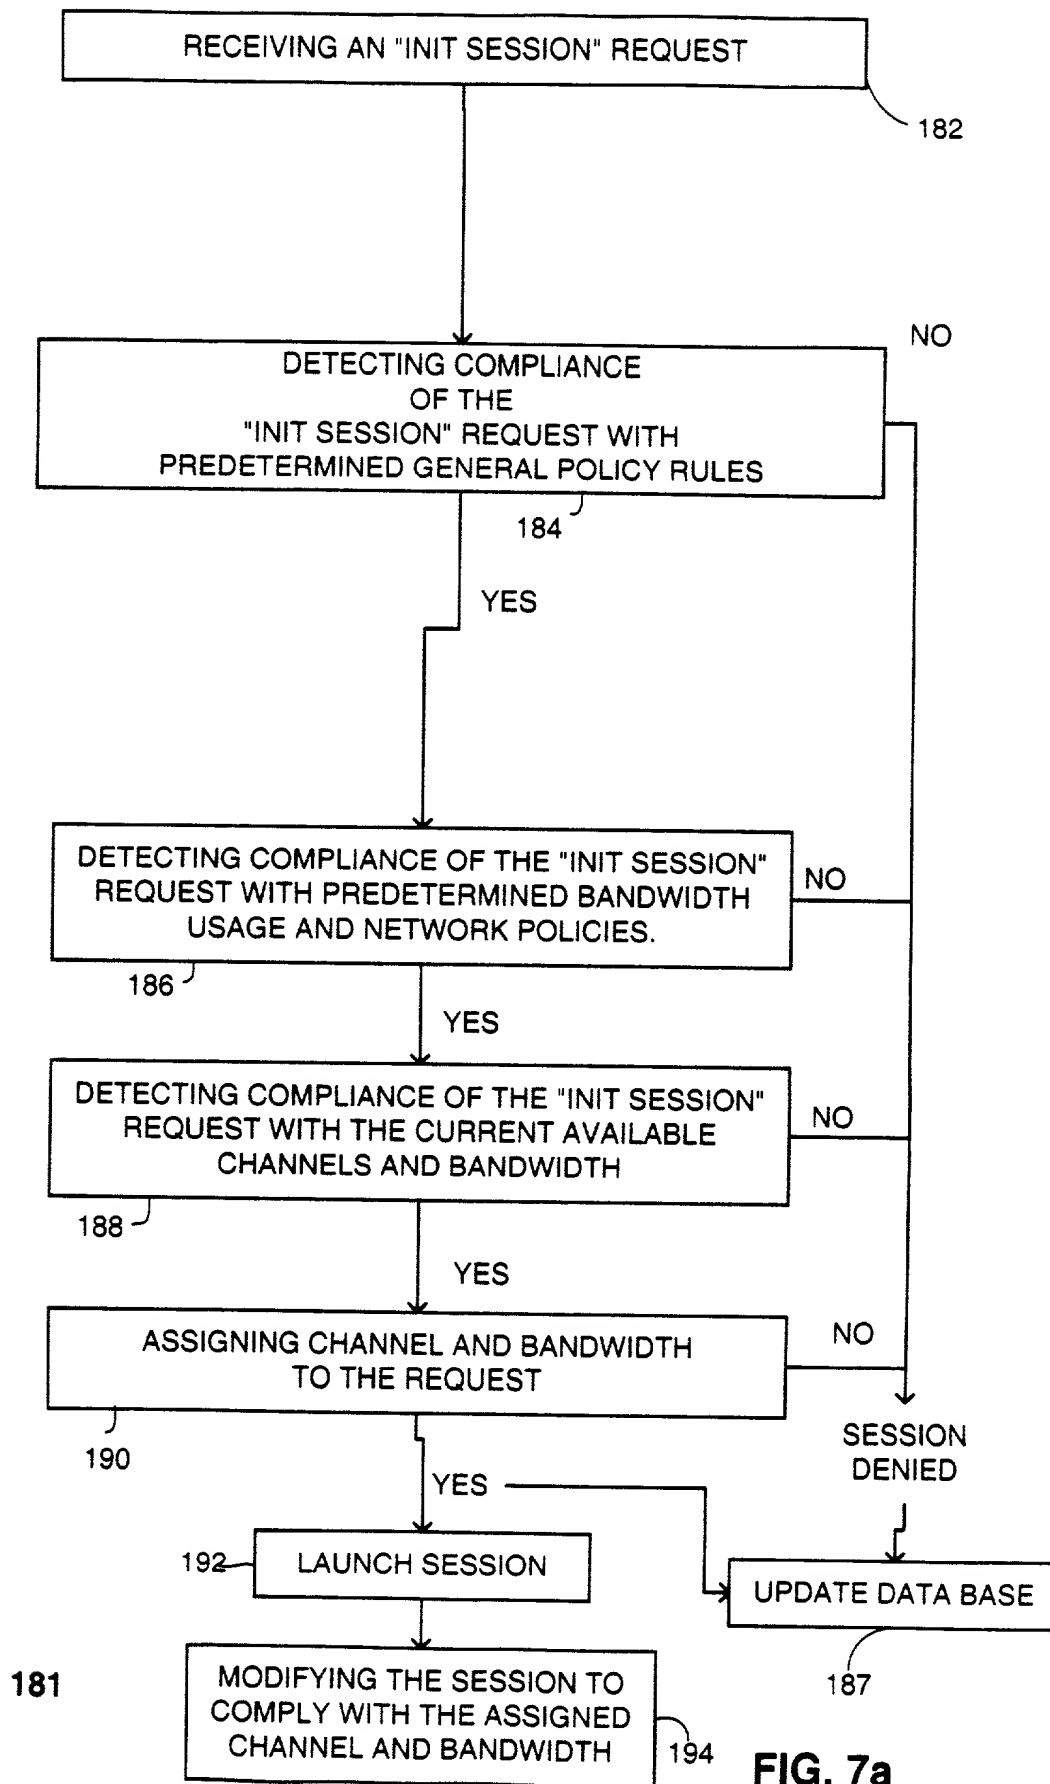 RECEIVING AN "INIT SESSION" REQUEST
182
NO
DETECTING COMPLIANCE
OF THE
"INIT SESSION" REQUEST WITH
PREDETERMINED GENERAL POLICY RULES
184
YES
DETECTING COMPLIANCE OF THE "INIT SESSION"
REQUEST WITH PREDETERMINED BANDWIDTH
USAGE AND NETWORK POLICIES.
NO
186
YES
DETECTING COMPLIANCE OF THE "INIT SESSION"
REQUEST WITH THE CURRENT AVAILABLE
CHANNELS AND BANDWIDTH
NO
188
YES
ASSIGNING CHANNEL AND BANDWIDTH
TO THE REQUEST
NO
190
SESSION
DENIED
YES
192
LAUNCH SESSION
UPDATE DATA BASE
187
181
MODIFYING THE SESSION TO
COMPLY WITH THE ASSIGNED
CHANNEL AND BANDWIDTH
194
FIG. 7a